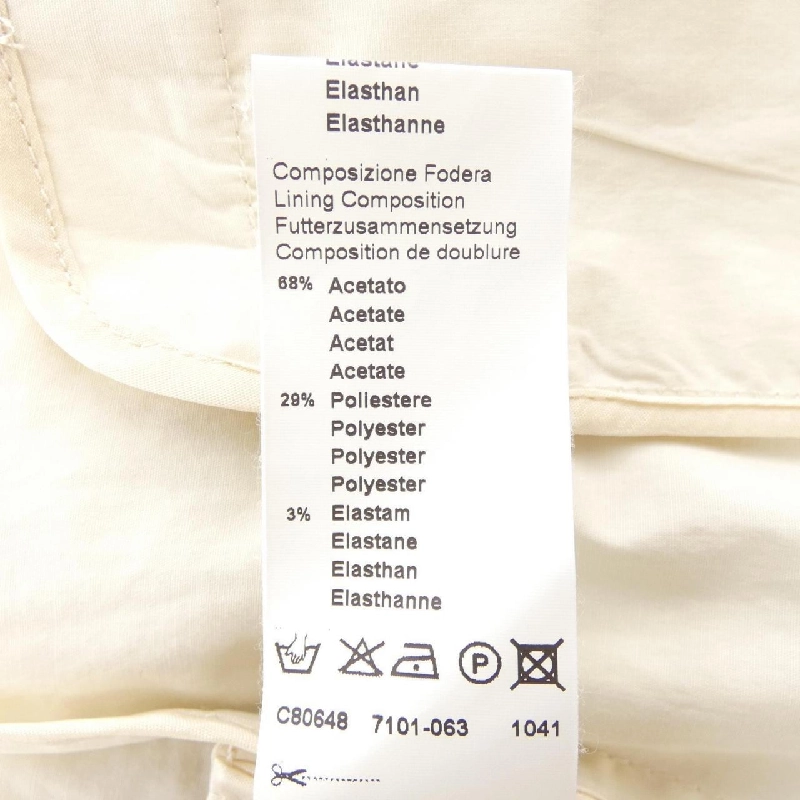 Elastane
Elasthan
Elasthanne
Composizione Fodera
Lining Composition
Futterzusammensetzung
Composition de doublure
68% Acetato
Acetate
Acetat
Acetate
29% Poliestere
Polyester
Polyester
Polyester
3% Elastam
Elastane
Elasthan
Elasthanne
P
C80648 7101-063 1041